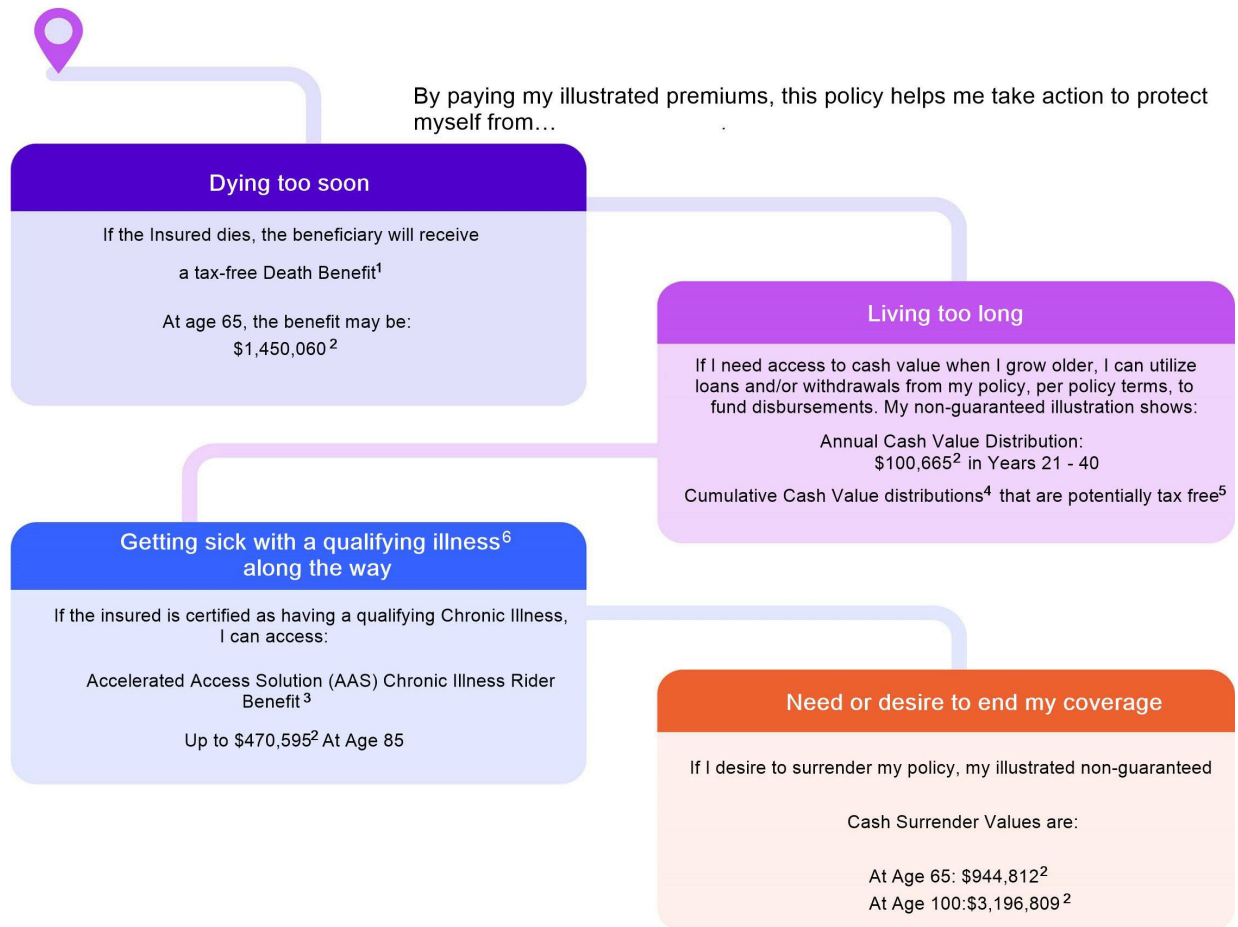 By paying my illustrated premiums, this policy helps me take action to protect
myself from…
Dying too soon
If the Insured dies, the beneficiary will receive
a tax-free Death Benefit¹
At age 65, the benefit may be:
$1,450,060²
Living too long
If I need access to cash value when I grow older, I can utilize
loans and/or withdrawals from my policy, per policy terms, to
fund disbursements. My non-guaranteed illustration shows:
Annual Cash Value Distribution:
$100,665² in Years 21 - 40
Cumulative Cash Value distributions⁴ that are potentially tax free⁵
Getting sick with a qualifying illness⁶
along the way
If the insured is certified as having a qualifying Chronic Illness,
I can access:
Accelerated Access Solution (AAS) Chronic Illness Rider
Benefit³
Up to $470,595² At Age 85
Need or desire to end my coverage
If I desire to surrender my policy, my illustrated non-guaranteed
Cash Surrender Values are:
At Age 65: $944,812²
At Age 100:$3,196,809²